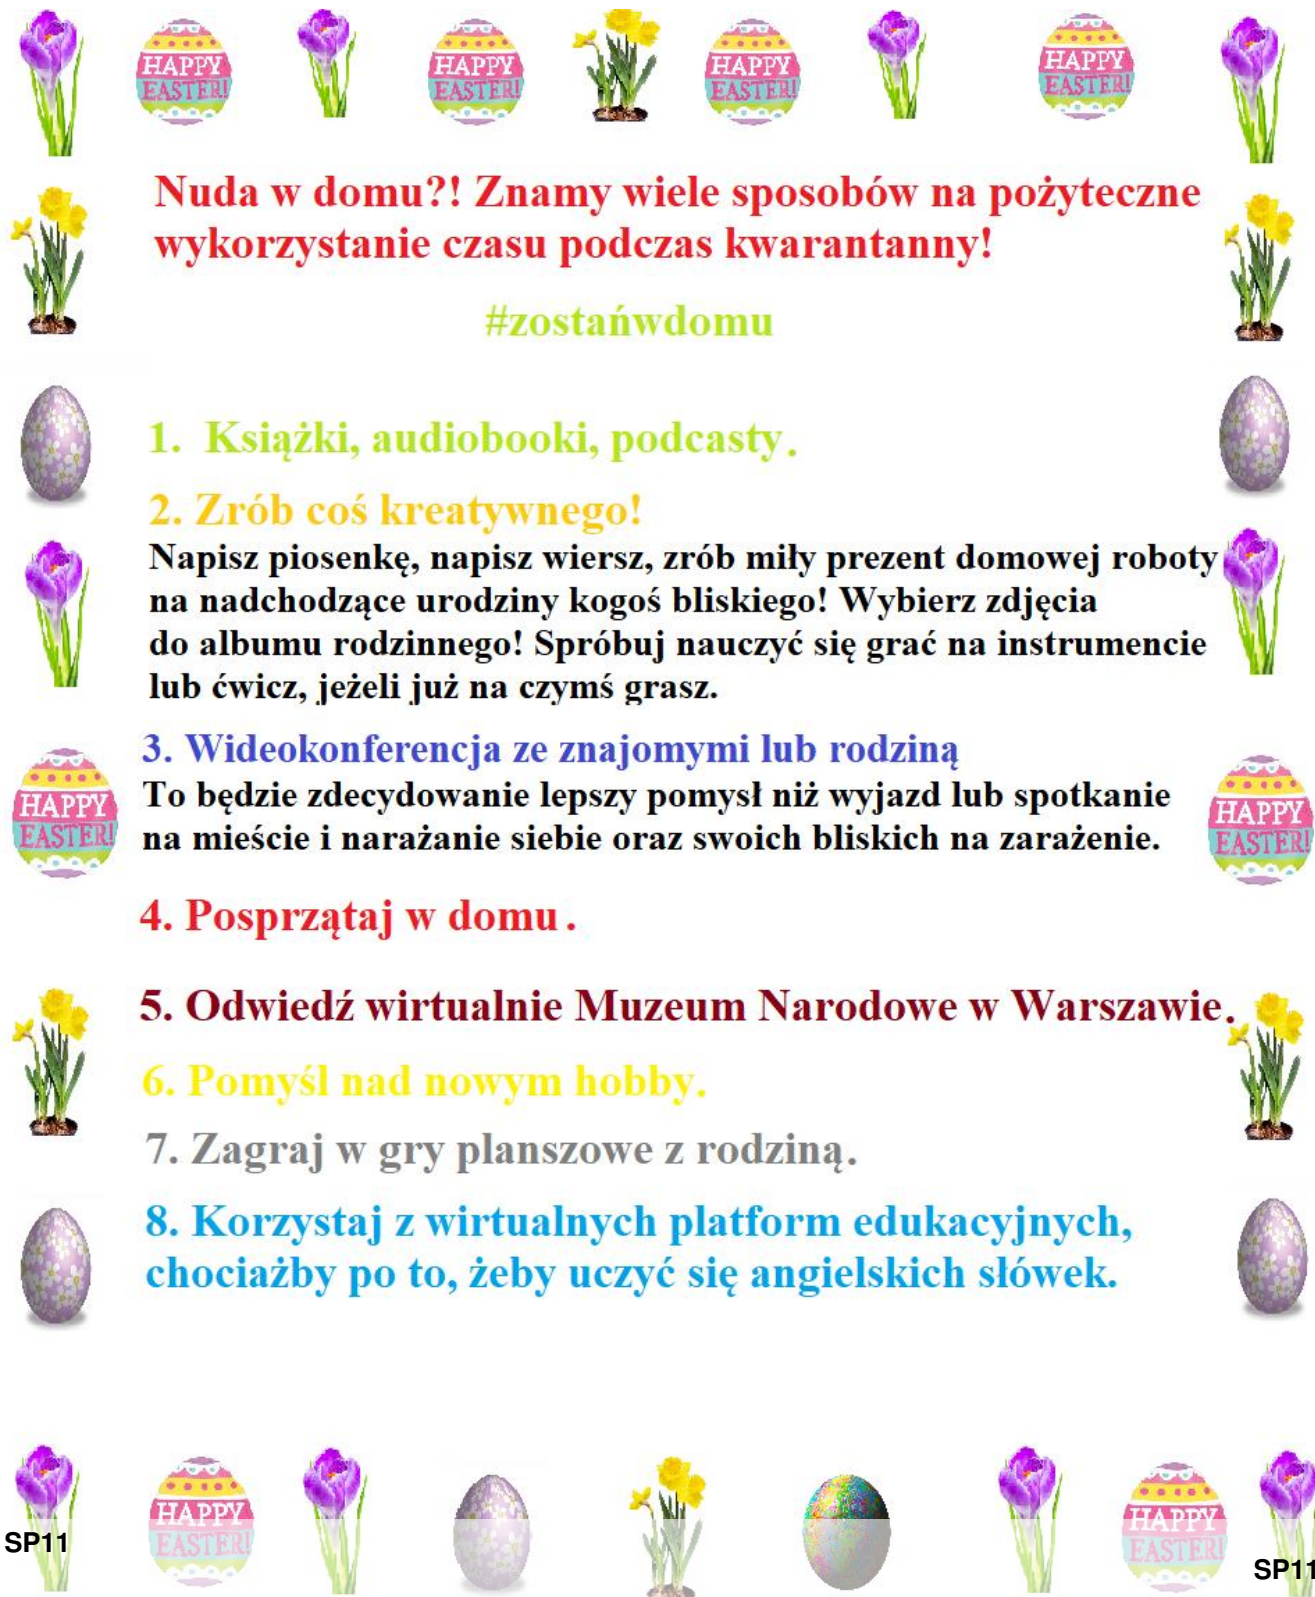 HAPPY EASTER!
HAPPY EASTER!
HAPPY EASTER!
HAPPY EASTER!
Nuda w domu?! Znamy wiele sposobów na pożyteczne
wykorzystanie czasu podczas kwarantanny!
#zostańwdomu
1. Książki, audiobooki, podcasty.
2. Zrób coś kreatywnego!
Napisz piosenkę, napisz wiersz, zrób miły prezent domowej roboty
na nadchodzące urodziny kogoś bliskiego! Wybierz zdjęcia
do albumu rodzinnego! Spróbuj nauczyć się grać na instrumencie
lub ćwicz, jeżeli już na czymś grasz.
3. Wideokonferencja ze znajomymi lub rodziną
HAPPY EASTER!
To będzie zdecydowanie lepszy pomysł niż wyjazd lub spotkanie
na mieście i narażanie siebie oraz swoich bliskich na zarażenie.
HAPPY EASTER!
4. Posprzątaj w domu.
5. Odwiedź wirtualnie Muzeum Narodowe w Warszawie.
6. Pomyśl nad nowym hobby.
7. Zagraj w gry planszowe z rodziną.
8. Korzystaj z wirtualnych platform edukacyjnych,
chociażby po to, żeby uczyć się angielskich słówek.
HAPPY EASTER!
HAPPY EASTER!
SP11
SP11